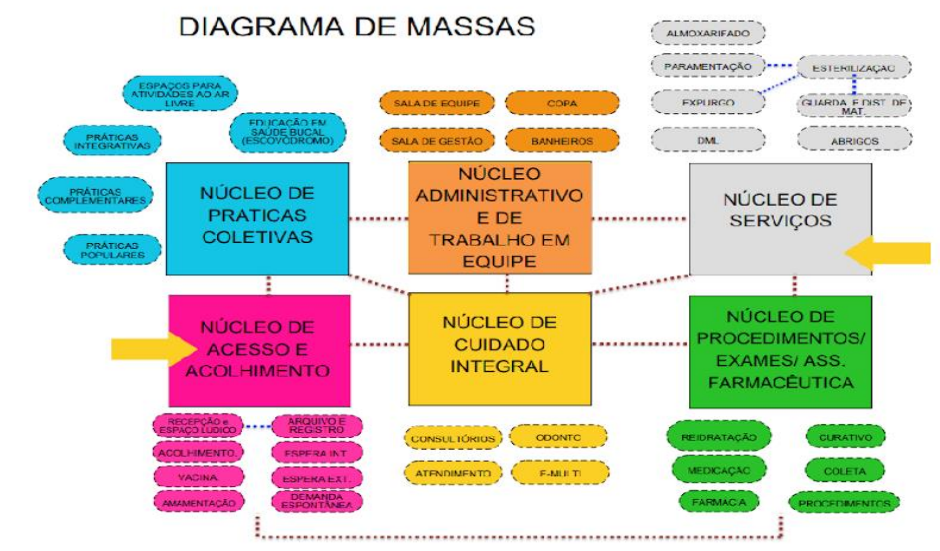 DIAGRAMA DE MASSAS
ALMOXARIFADO
PARAMENTAÇÃO
ESTERILIZAÇAO
EXPURGO
GUARDA E DIST. DE
MAT.
DML
ABRIGOS
ESPAÇOS PARA
ATIVIDADES AO AR
LIVRE
PRÁTICAS
INTEGRATIVAS
EDUCAÇÃO EM
SAÚDE BUCAL
(ESCOVÓDROMO)
PRÁTICAS
COMPLEMENTARES
PRÁTICAS
POPULARES
SALA DE EQUIPE
COPA
SALA DE GESTÃO
BANHEIROS
NÚCLEO DE
PRATICAS
COLETIVAS
NÚCLEO
ADMINISTRATIVO
E DE
TRABALHO EM
EQUIPE
NÚCLEO DE
SERVIÇOS
NÚCLEO DE
ACESSO E
ACOLHIMENTO
NÚCLEO DE
CUIDADO
INTEGRAL
NÚCLEO DE
PROCEDIMENTOS/
EXAMES/ ASS.
FARMACÊUTICA
RECEPÇÃO e
ESPAÇO LÚDICO
ARQUIVO E
REGISTRO
ACOLHIMENTO.
ESPERA INT
VACINA
ESPERA EXT.
AMAMENTAÇÃO
DEMANDA
ESPONTÂNEA
CONSULTÓRIOS
ODONTO
ATENDIMENTO
E-MULTI
REIDRATAÇÃO
CURATIVO
MEDICAÇÃO
COLETA
FARMÁCIA
PROCEDIMENTOS